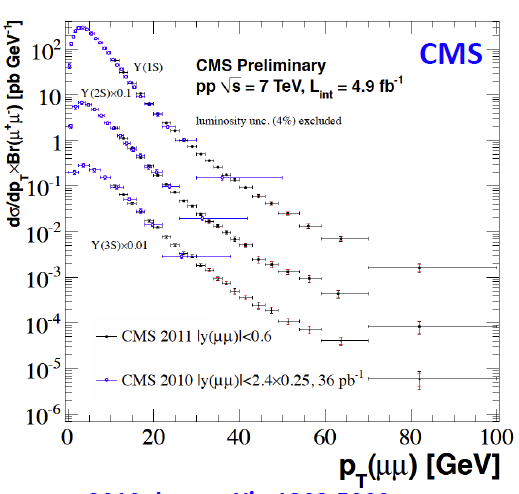 CMS
CMS Preliminary
pp √s = 7 TeV, L_int = 4.9 fb⁻¹
luminosity unc. (4%) excluded
dσ/dp_T×Br(μ⁺μ⁻) [pb GeV⁻¹]
10²
10
1
10⁻¹
10⁻²
10⁻³
10⁻⁴
10⁻⁵
10⁻⁶
Υ(1S)
Υ(2S)×0.1
Υ(3S)×0.01
CMS 2011 |y(μμ)|<0.6
CMS 2010 |y(μμ)|<2.4×0.25, 36 pb⁻¹
0 20 40 60 80 100
p_T(μμ) [GeV]